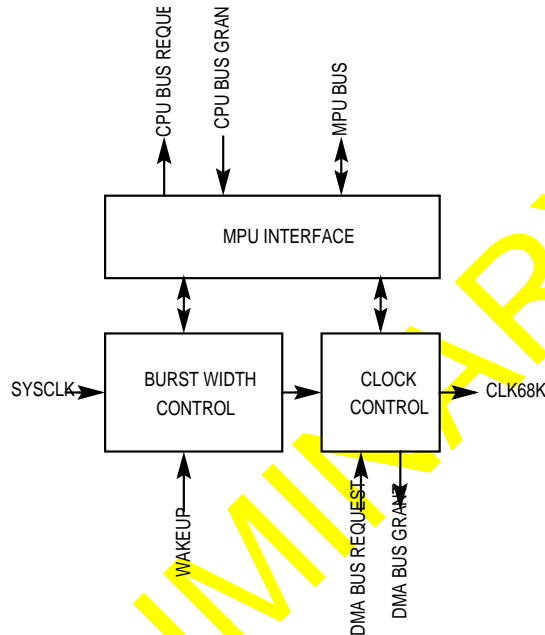 CPU BUS REQUE
CPU BUS GRAN
MPU BUS
MPU INTERFACE
SYSCLK
BURST WIDTH
CONTROL
CLOCK
CONTROL
CLK68K
WAKEUP
DMA BUS REQUEST
DMA BUS GRANT
IMINAR